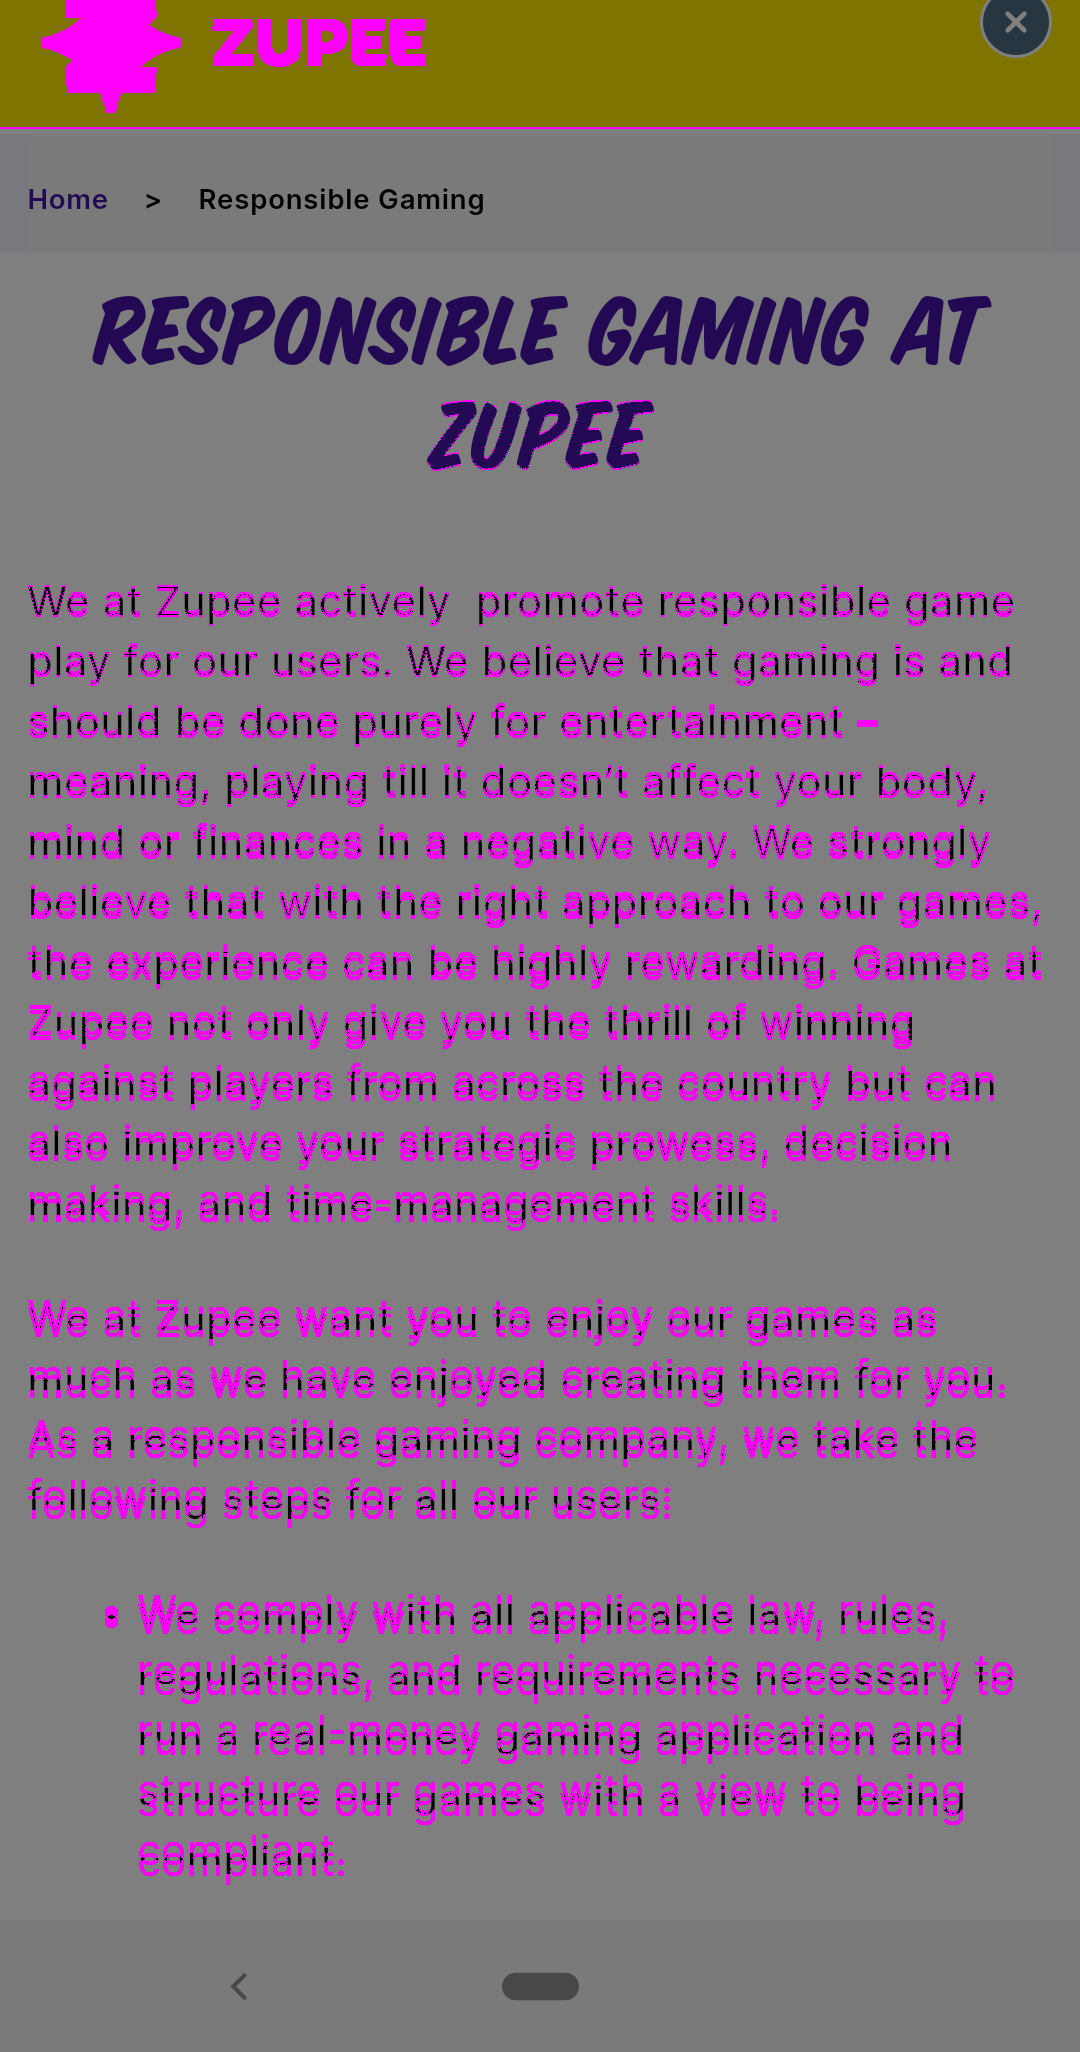 ZUPEE
Home > Responsible Gaming
RESPONSIBLE GAMING AT
ZUPEE
We at Zupee actively  promote responsible game
play for our users. We believe that gaming is and
should be done purely for entertainment –
meaning, playing till it doesn’t affect your body,
mind or finances in a negative way. We strongly
believe that with the right approach to our games,
the experience can be highly rewarding. Games at
Zupee not only give you the thrill of winning
against players from across the country but can
also improve your strategic prowess, decision
making, and time-management skills.
We at Zupee want you to enjoy our games as
much as we have enjoyed creating them for you.
As a responsible gaming company, we take the
following steps for all our users:
• We comply with all applicable law, rules,
regulations, and requirements necessary to
run a real-money gaming application and
structure our games with a view to being
compliant.